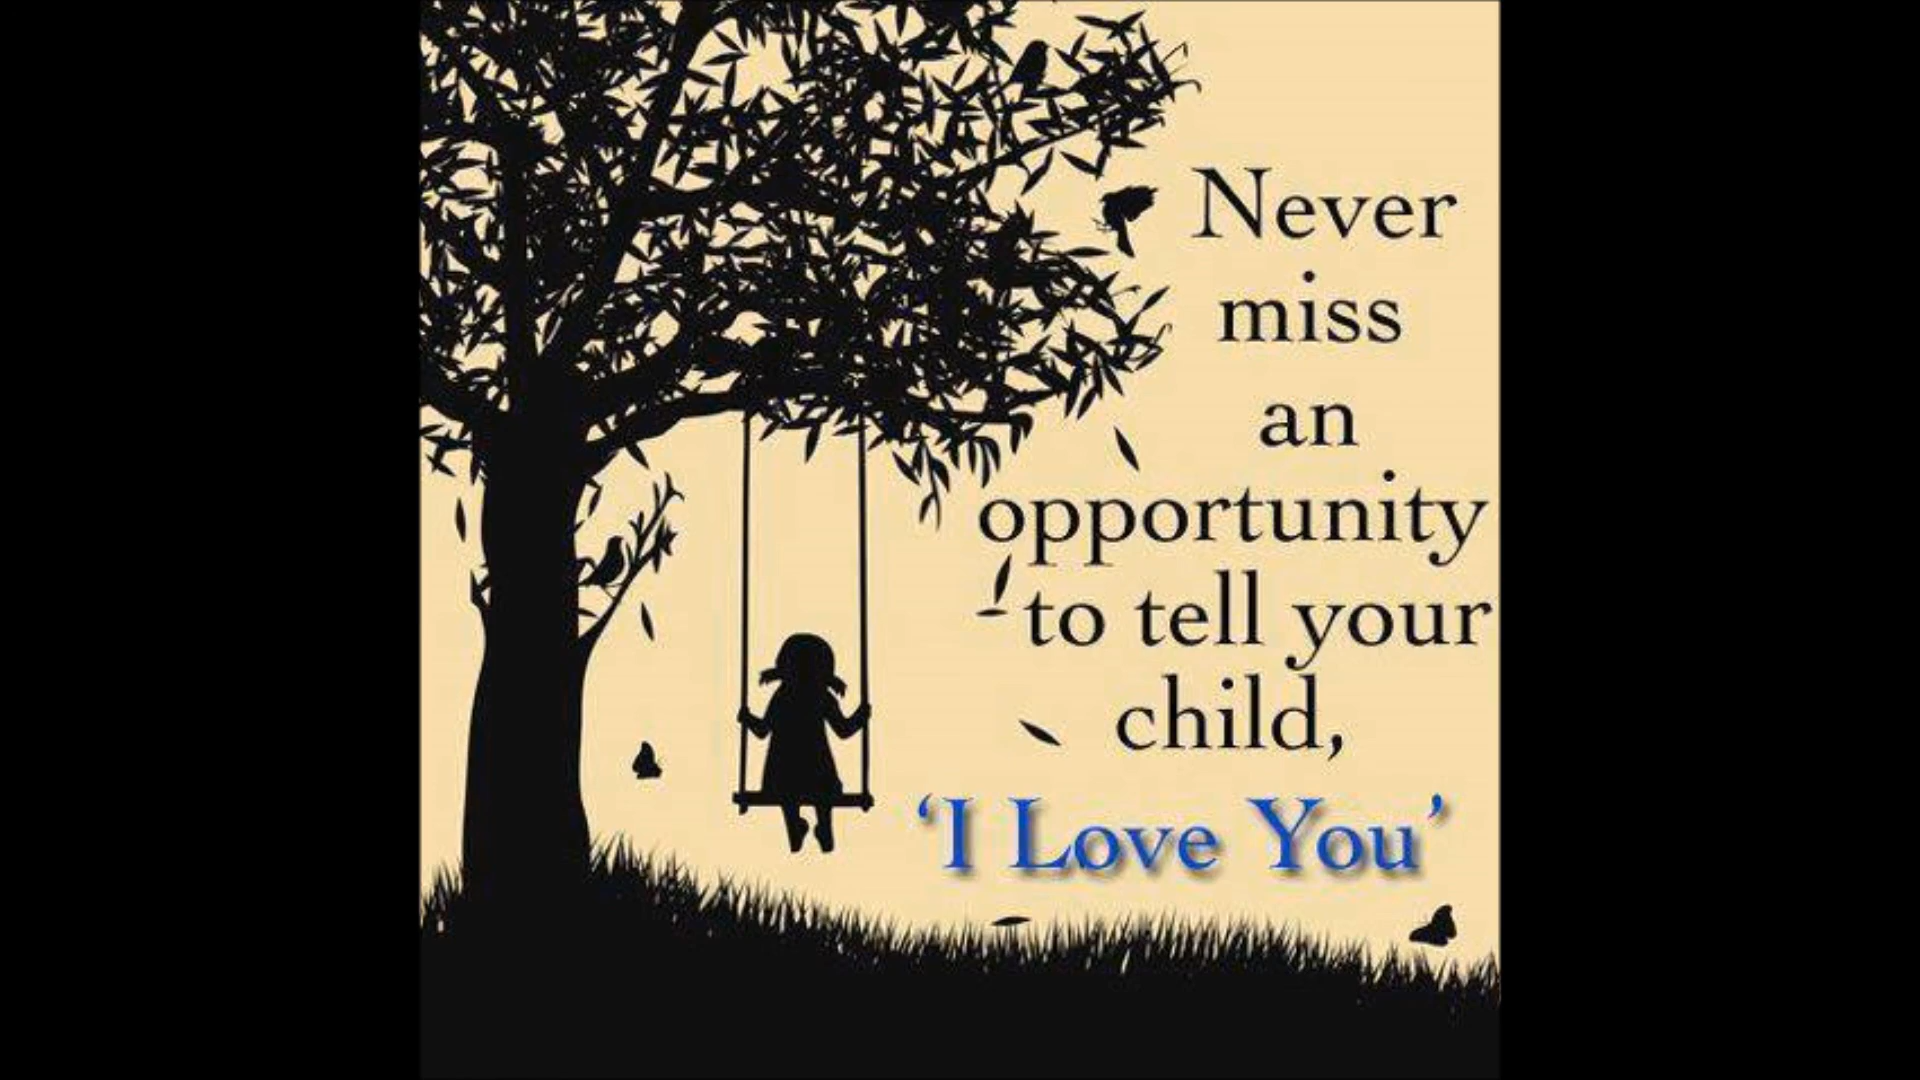 Never
miss
an
opportunity
to tell your
child,
‘I Love You’